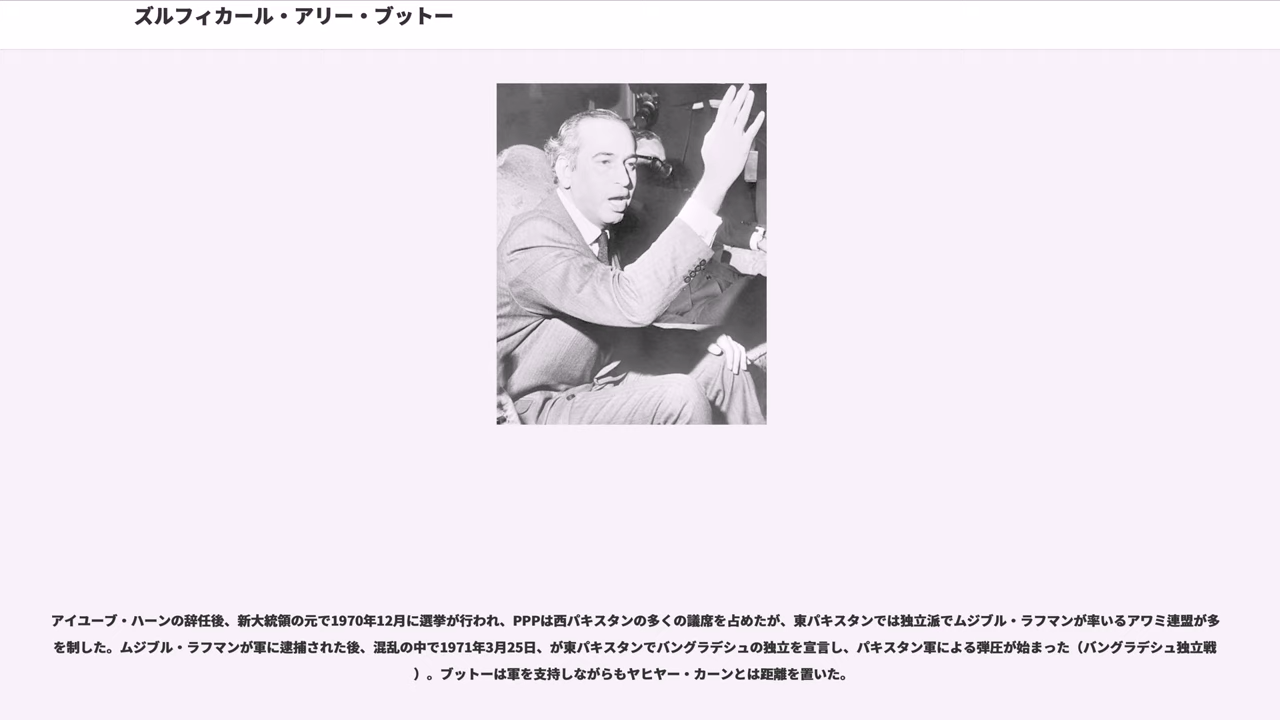 ズルフィカール・アリー・ブットー
アイユーブ・ハーンの辞任後、新大統領の元で1970年12月に選挙が行われ、PPPは西パキスタンの多くの議席を占めたが、東パキスタンでは独立派でムジブル・ラフマンが率いるアワミ連盟が多
を制した。ムジブル・ラフマンが軍に逮捕された後、混乱の中で1971年3月25日、が東パキスタンでバングラデシュの独立を宣言し、パキスタン軍による弾圧が始まった（バングラデシュ独立戦
）。ブットーは軍を支持しながらもヤヒヤー・カーンとは距離を置いた。